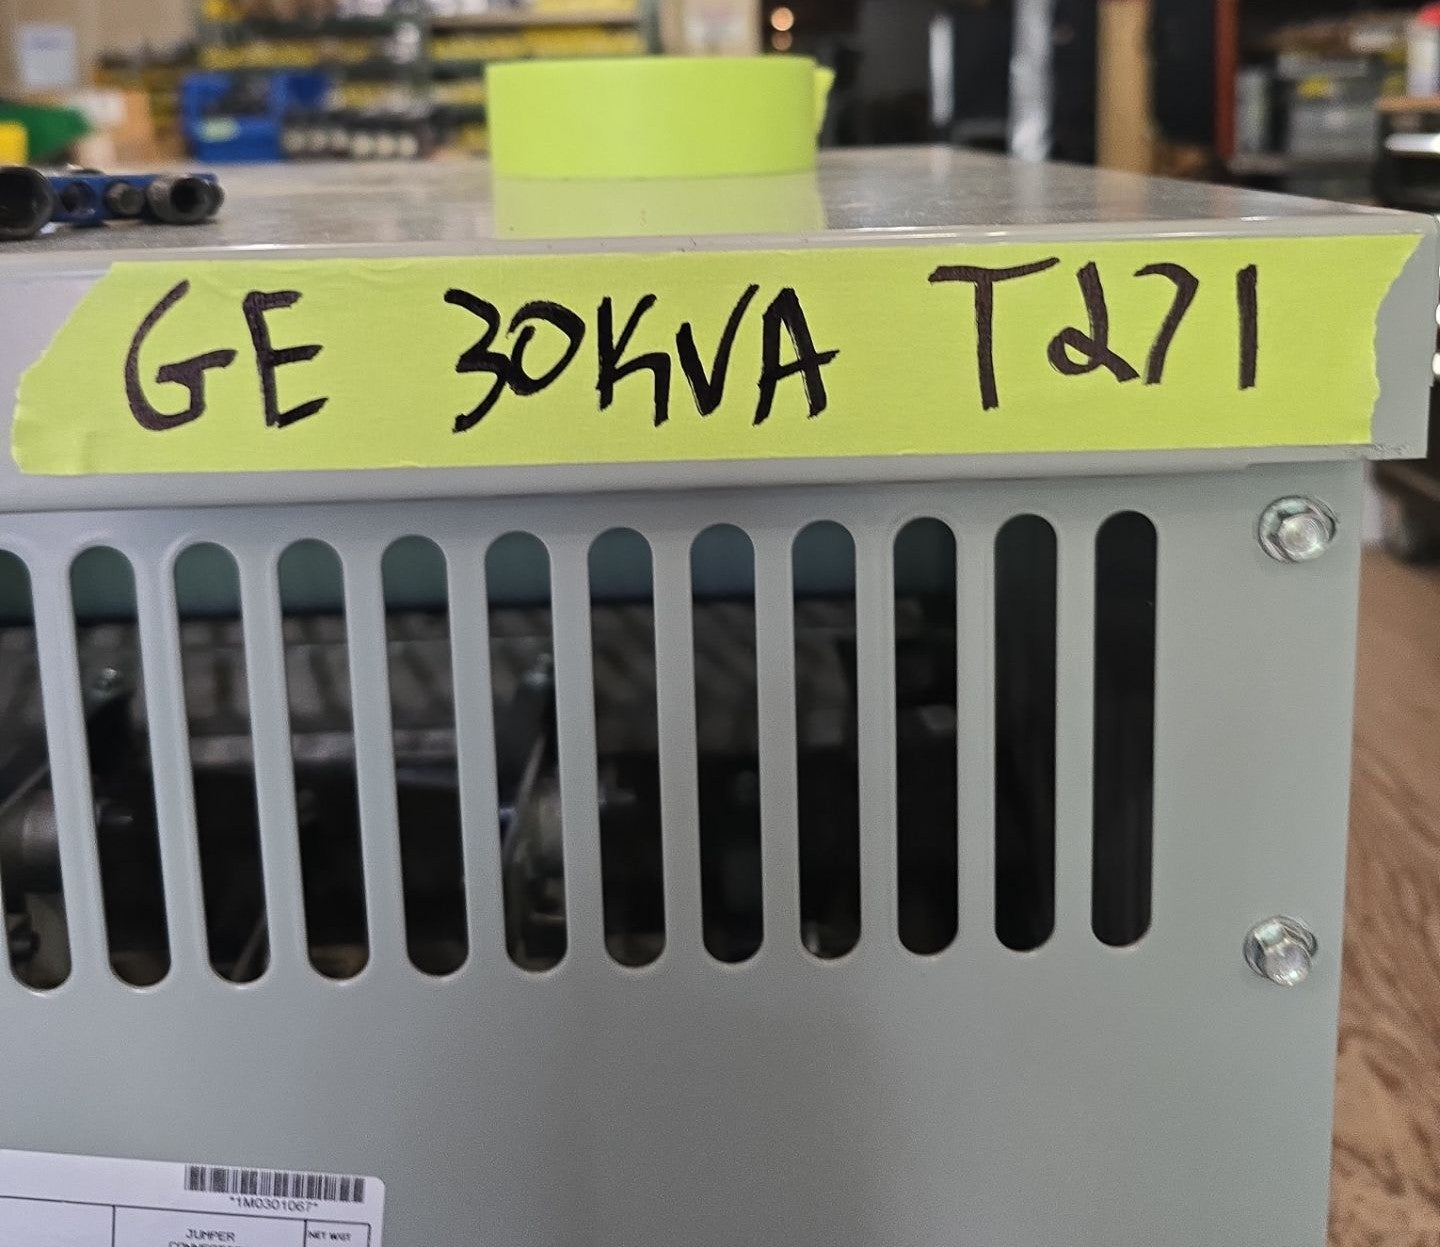 GE 30KVA T271
*1M0301067*
JUMPER
NET WGT